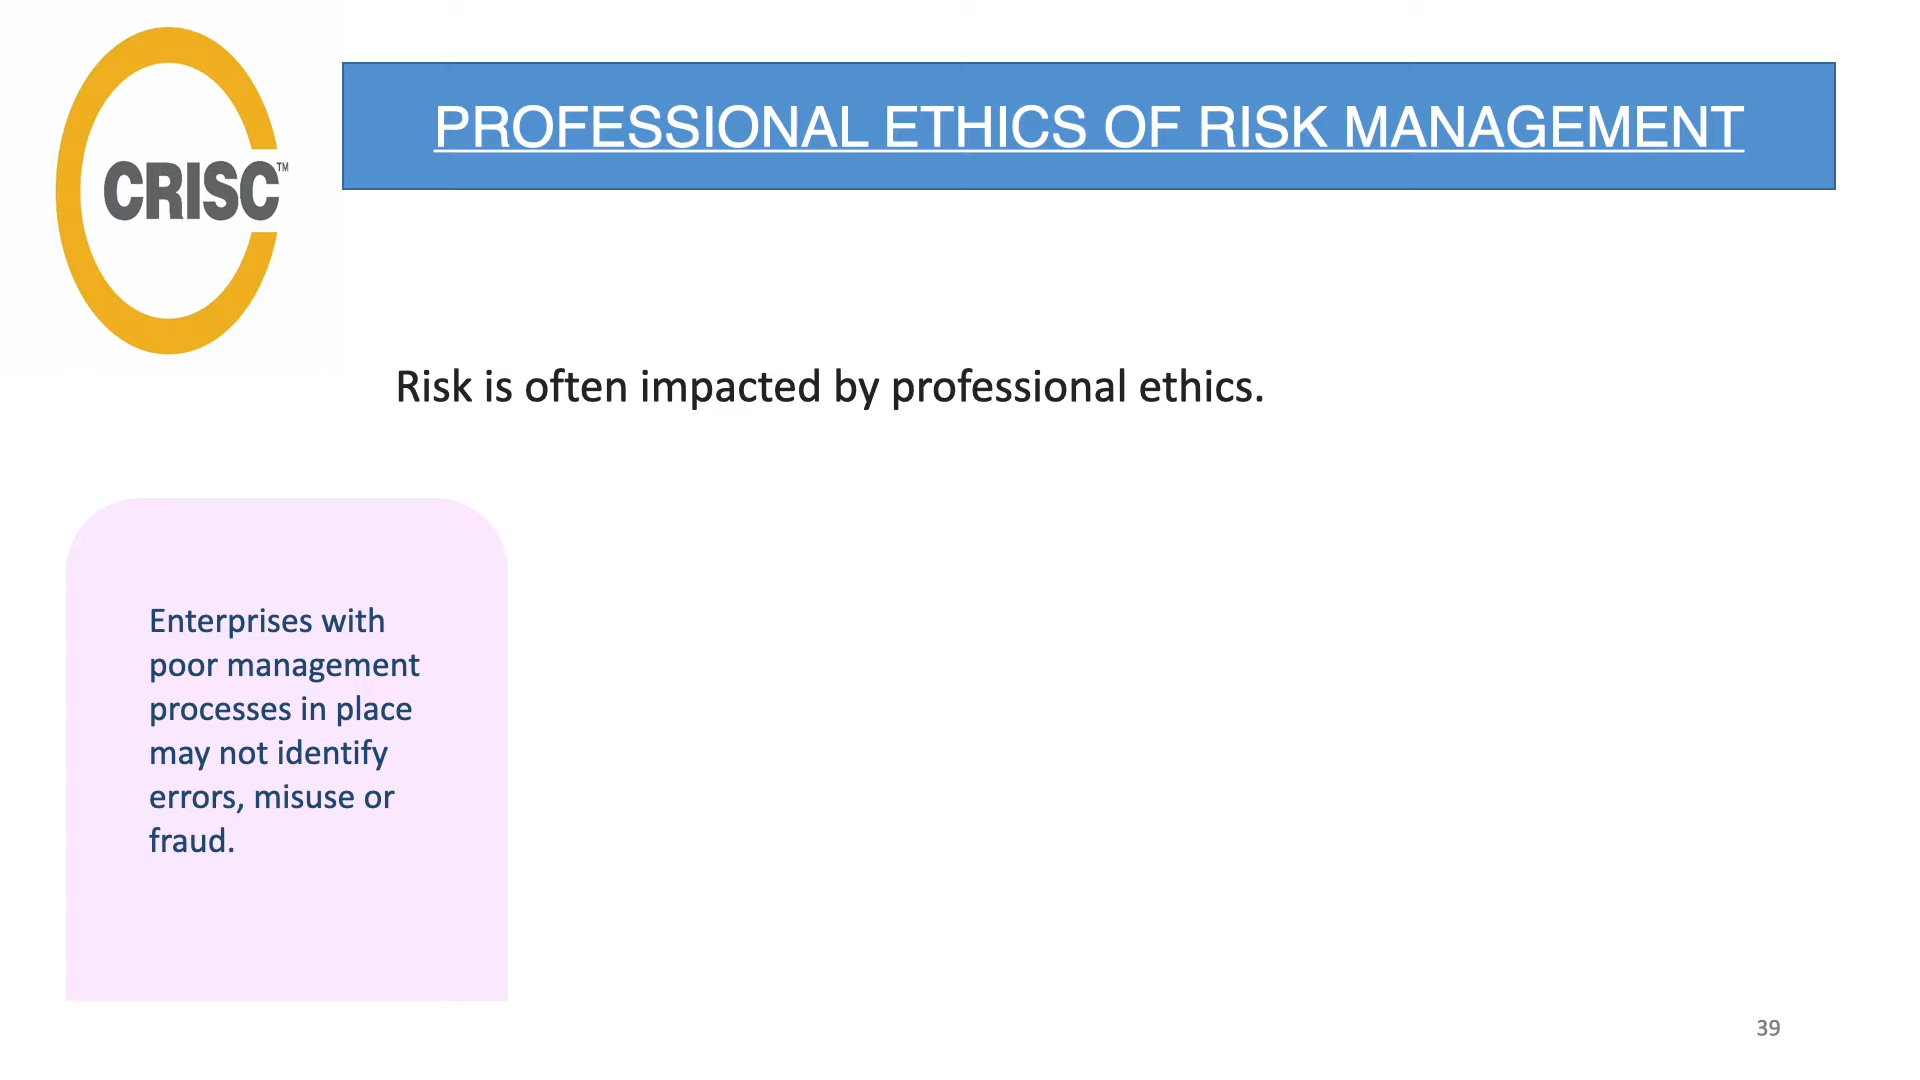 CRISC™
PROFESSIONAL ETHICS OF RISK MANAGEMENT
Risk is often impacted by professional ethics.
Enterprises with
poor management
processes in place
may not identify
errors, misuse or
fraud.
39